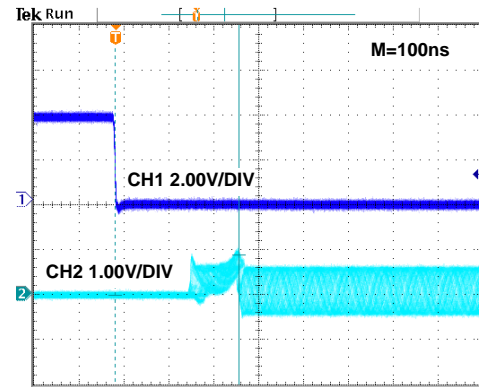 Tek Run
T
T
M=100ns
1
CH1 2.00V/DIV
CH2 1.00V/DIV
2